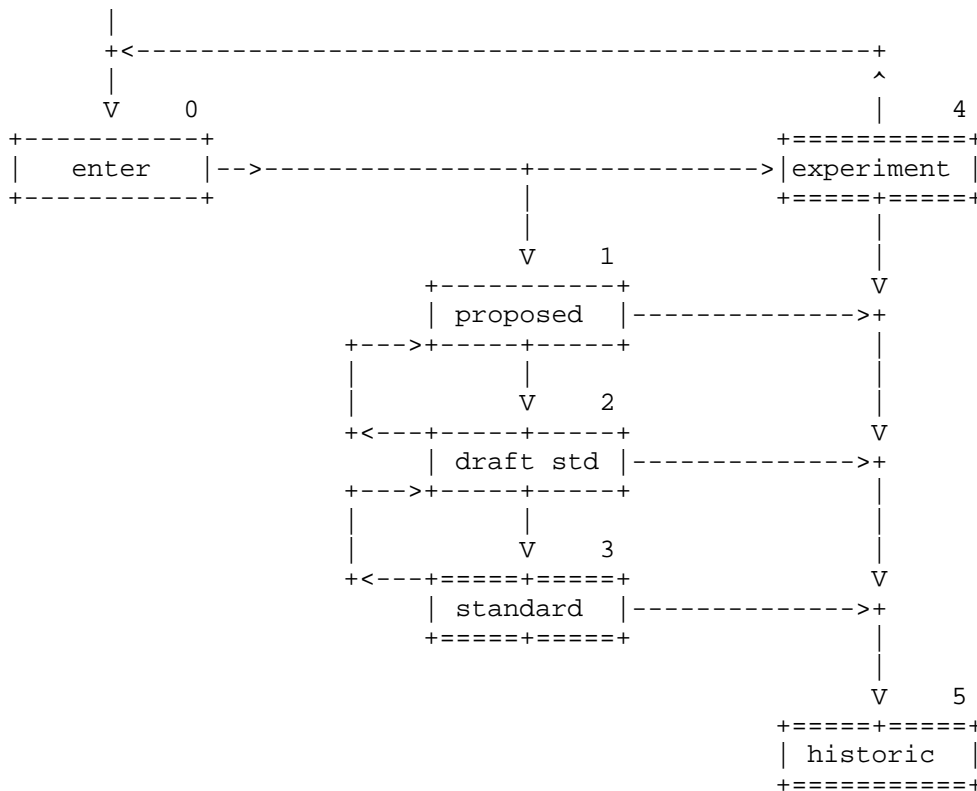 0
4
enter
experiment
1
proposed
2
draft std
3
standard
5
historic